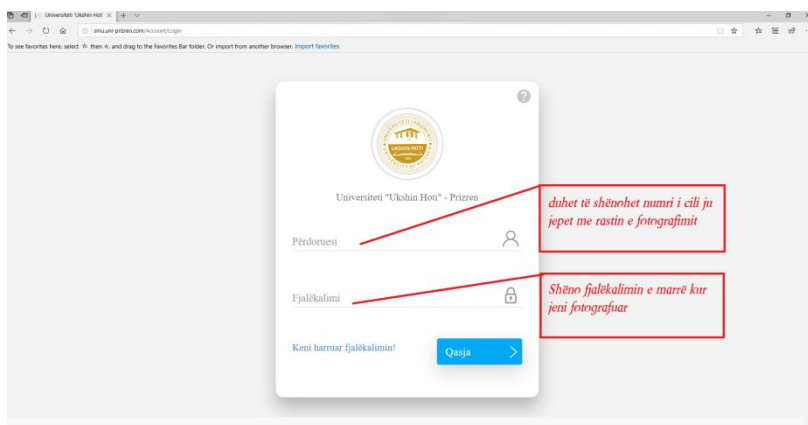 Universiteti 'Ukshin Hot
smu.uni-prizren.com/Account/Login
To see favorites here, select then , and drag to the Favorites Bar folder. Or import from another browser. Import favorites
UKSHIN HOTI
Universiteti "Ukshin Hoti" - Prizren
duhet të shënohet numri i cili ju
jepet me rastin e fotografimit
Përdoruesi
Shëno fjalëkalimin e marrë kur
jeni fotografuar
Fjalëkalimi
Keni harruar fjalëkalimin!
Qasja